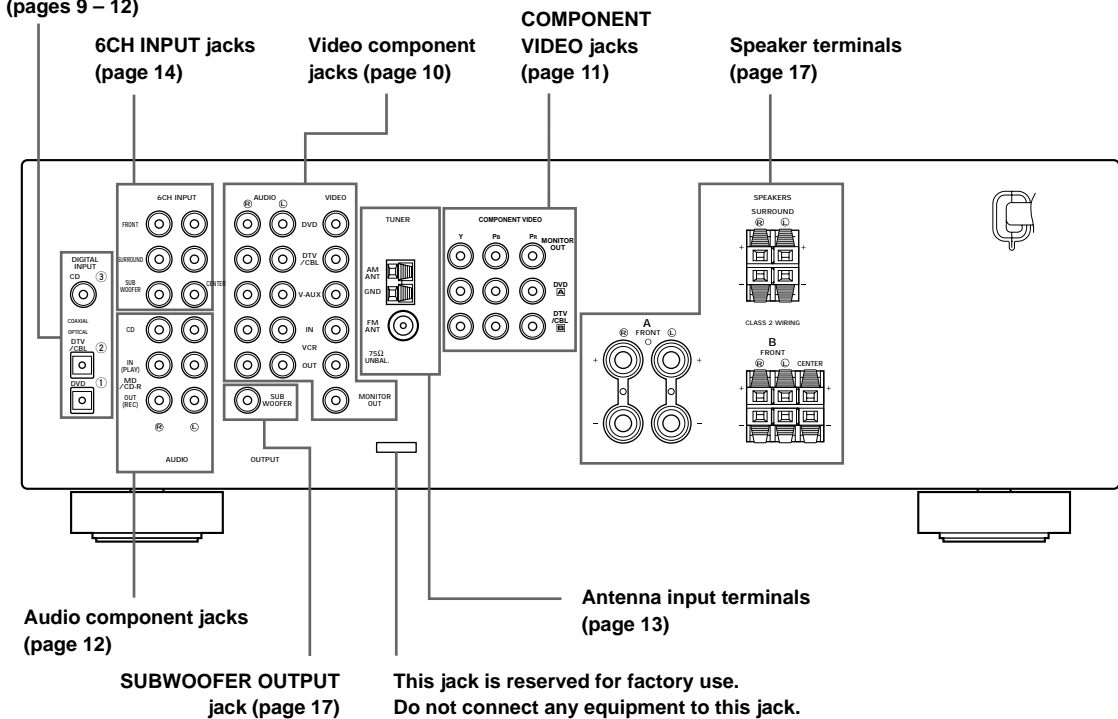 (pages 9 – 12)
6CH INPUT jacks
(page 14)
Video component
jacks (page 10)
COMPONENT
VIDEO jacks
(page 11)
Speaker terminals
(page 17)
DIGITAL
INPUT
CD ③
COAXIAL
OPTICAL
DTV
/CBL ②
DVD ①
6CH INPUT
FRONT
SURROUND
SUB
WOOFER
CENTER
CD
IN
(PLAY)
MD
/CD-R
OUT
(REC)
Ⓡ Ⓛ
AUDIO
AUDIO
Ⓡ Ⓛ
VIDEO
DVD
DTV
/CBL
V-AUX
IN
VCR
OUT
SUB
WOOFER
MONITOR
OUT
OUTPUT
TUNER
AM
ANT
GND
FM
ANT
75Ω
UNBAL.
COMPONENT VIDEO
Y PB PR
MONITOR
OUT
DVD
A
DTV
/CBL
B
SPEAKERS
SURROUND
Ⓡ Ⓛ
+ +
– –
CLASS 2 WIRING
A
Ⓡ FRONT Ⓛ
+ +
– –
B
FRONT
Ⓡ Ⓛ CENTER
+ +
– –
Audio component jacks
(page 12)
SUBWOOFER OUTPUT
jack (page 17)
This jack is reserved for factory use.
Do not connect any equipment to this jack.
Antenna input terminals
(page 13)